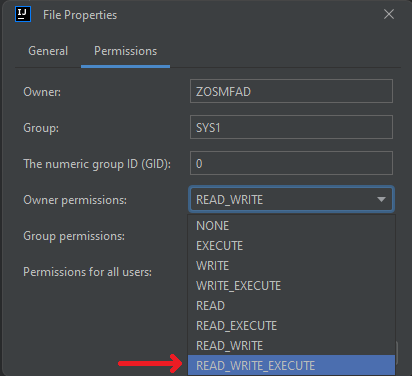 IJ
File Properties
General Permissions
Owner: ZOSMFAD
Group: SYS1
The numeric group ID (GID): 0
Owner permissions: READ_WRITE
NONE
Group permissions:
EXECUTE
WRITE
Permissions for all users:
WRITE_EXECUTE
READ
READ_EXECUTE
READ_WRITE
READ_WRITE_EXECUTE